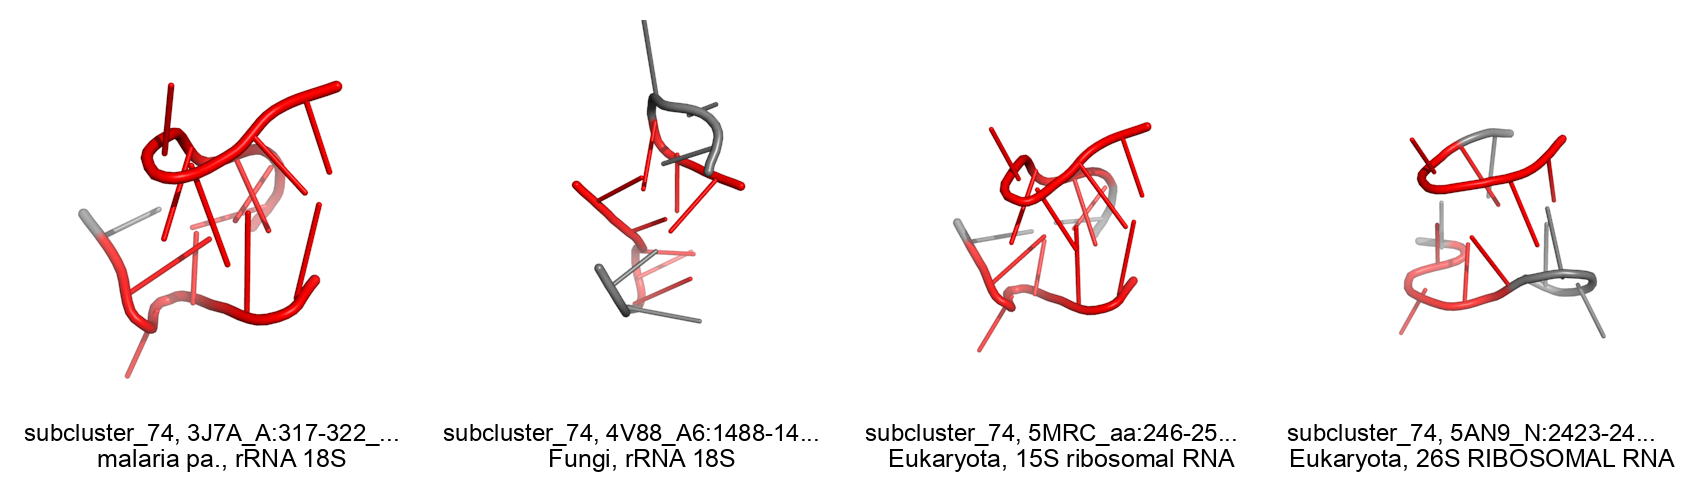 subcluster_74, 3J7A_A:317-322_...
malaria pa., rRNA 18S
subcluster_74, 4V88_A6:1488-14...
Fungi, rRNA 18S
subcluster_74, 5MRC_aa:246-25...
Eukaryota, 15S ribosomal RNA
subcluster_74, 5AN9_N:2423-24...
Eukaryota, 26S RIBOSOMAL RNA